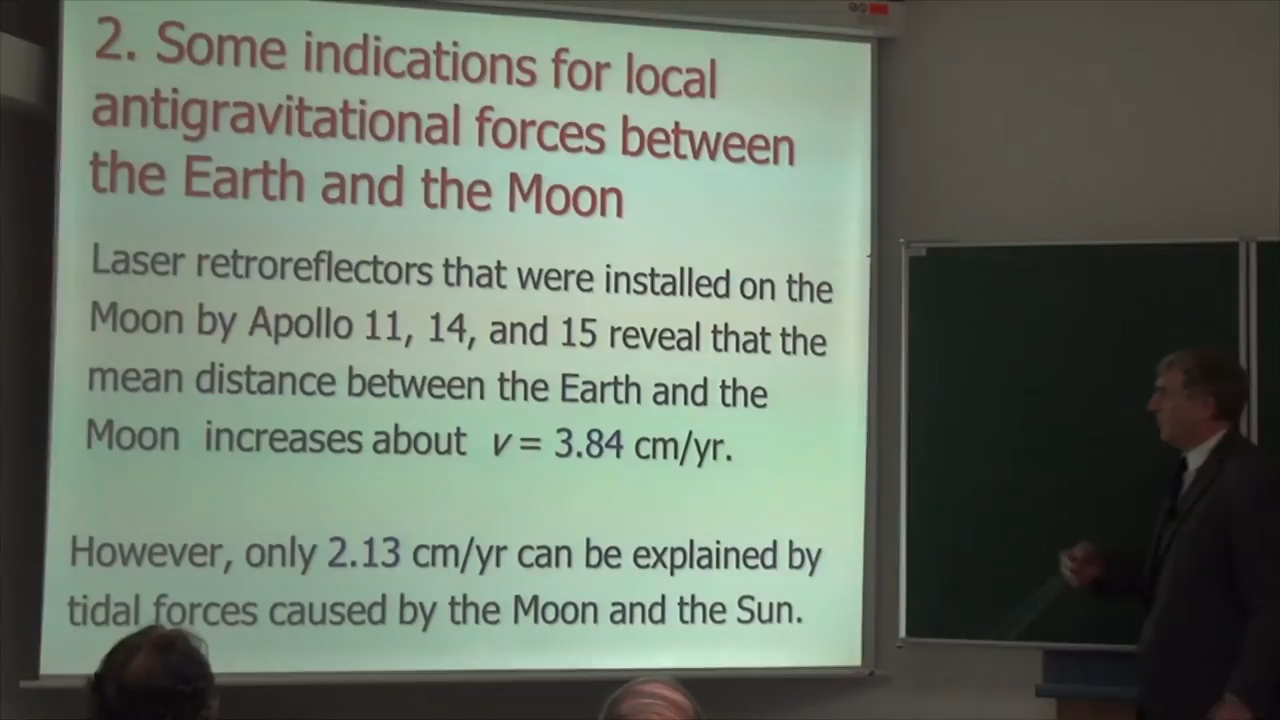 2. Some indications for local
antigravitational forces between
the Earth and the Moon
Laser retroreflectors that were installed on the
Moon by Apollo 11, 14, and 15 reveal that the
mean distance between the Earth and the
Moon increases about v = 3.84 cm/yr.
However, only 2.13 cm/yr can be explained by
tidal forces caused by the Moon and the Sun.